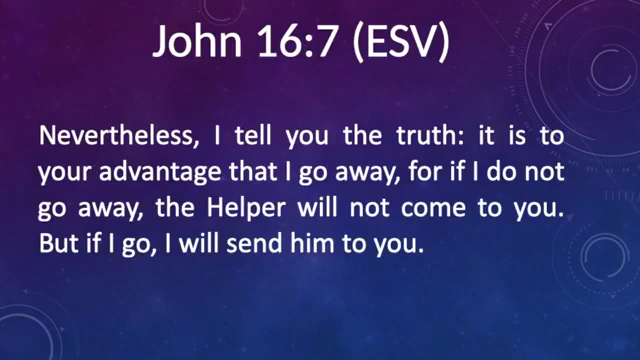 John 16:7 (ESV)
Nevertheless, I tell you the truth: it is to
your advantage that I go away, for if I do not
go away, the Helper will not come to you.
But if I go, I will send him to you.